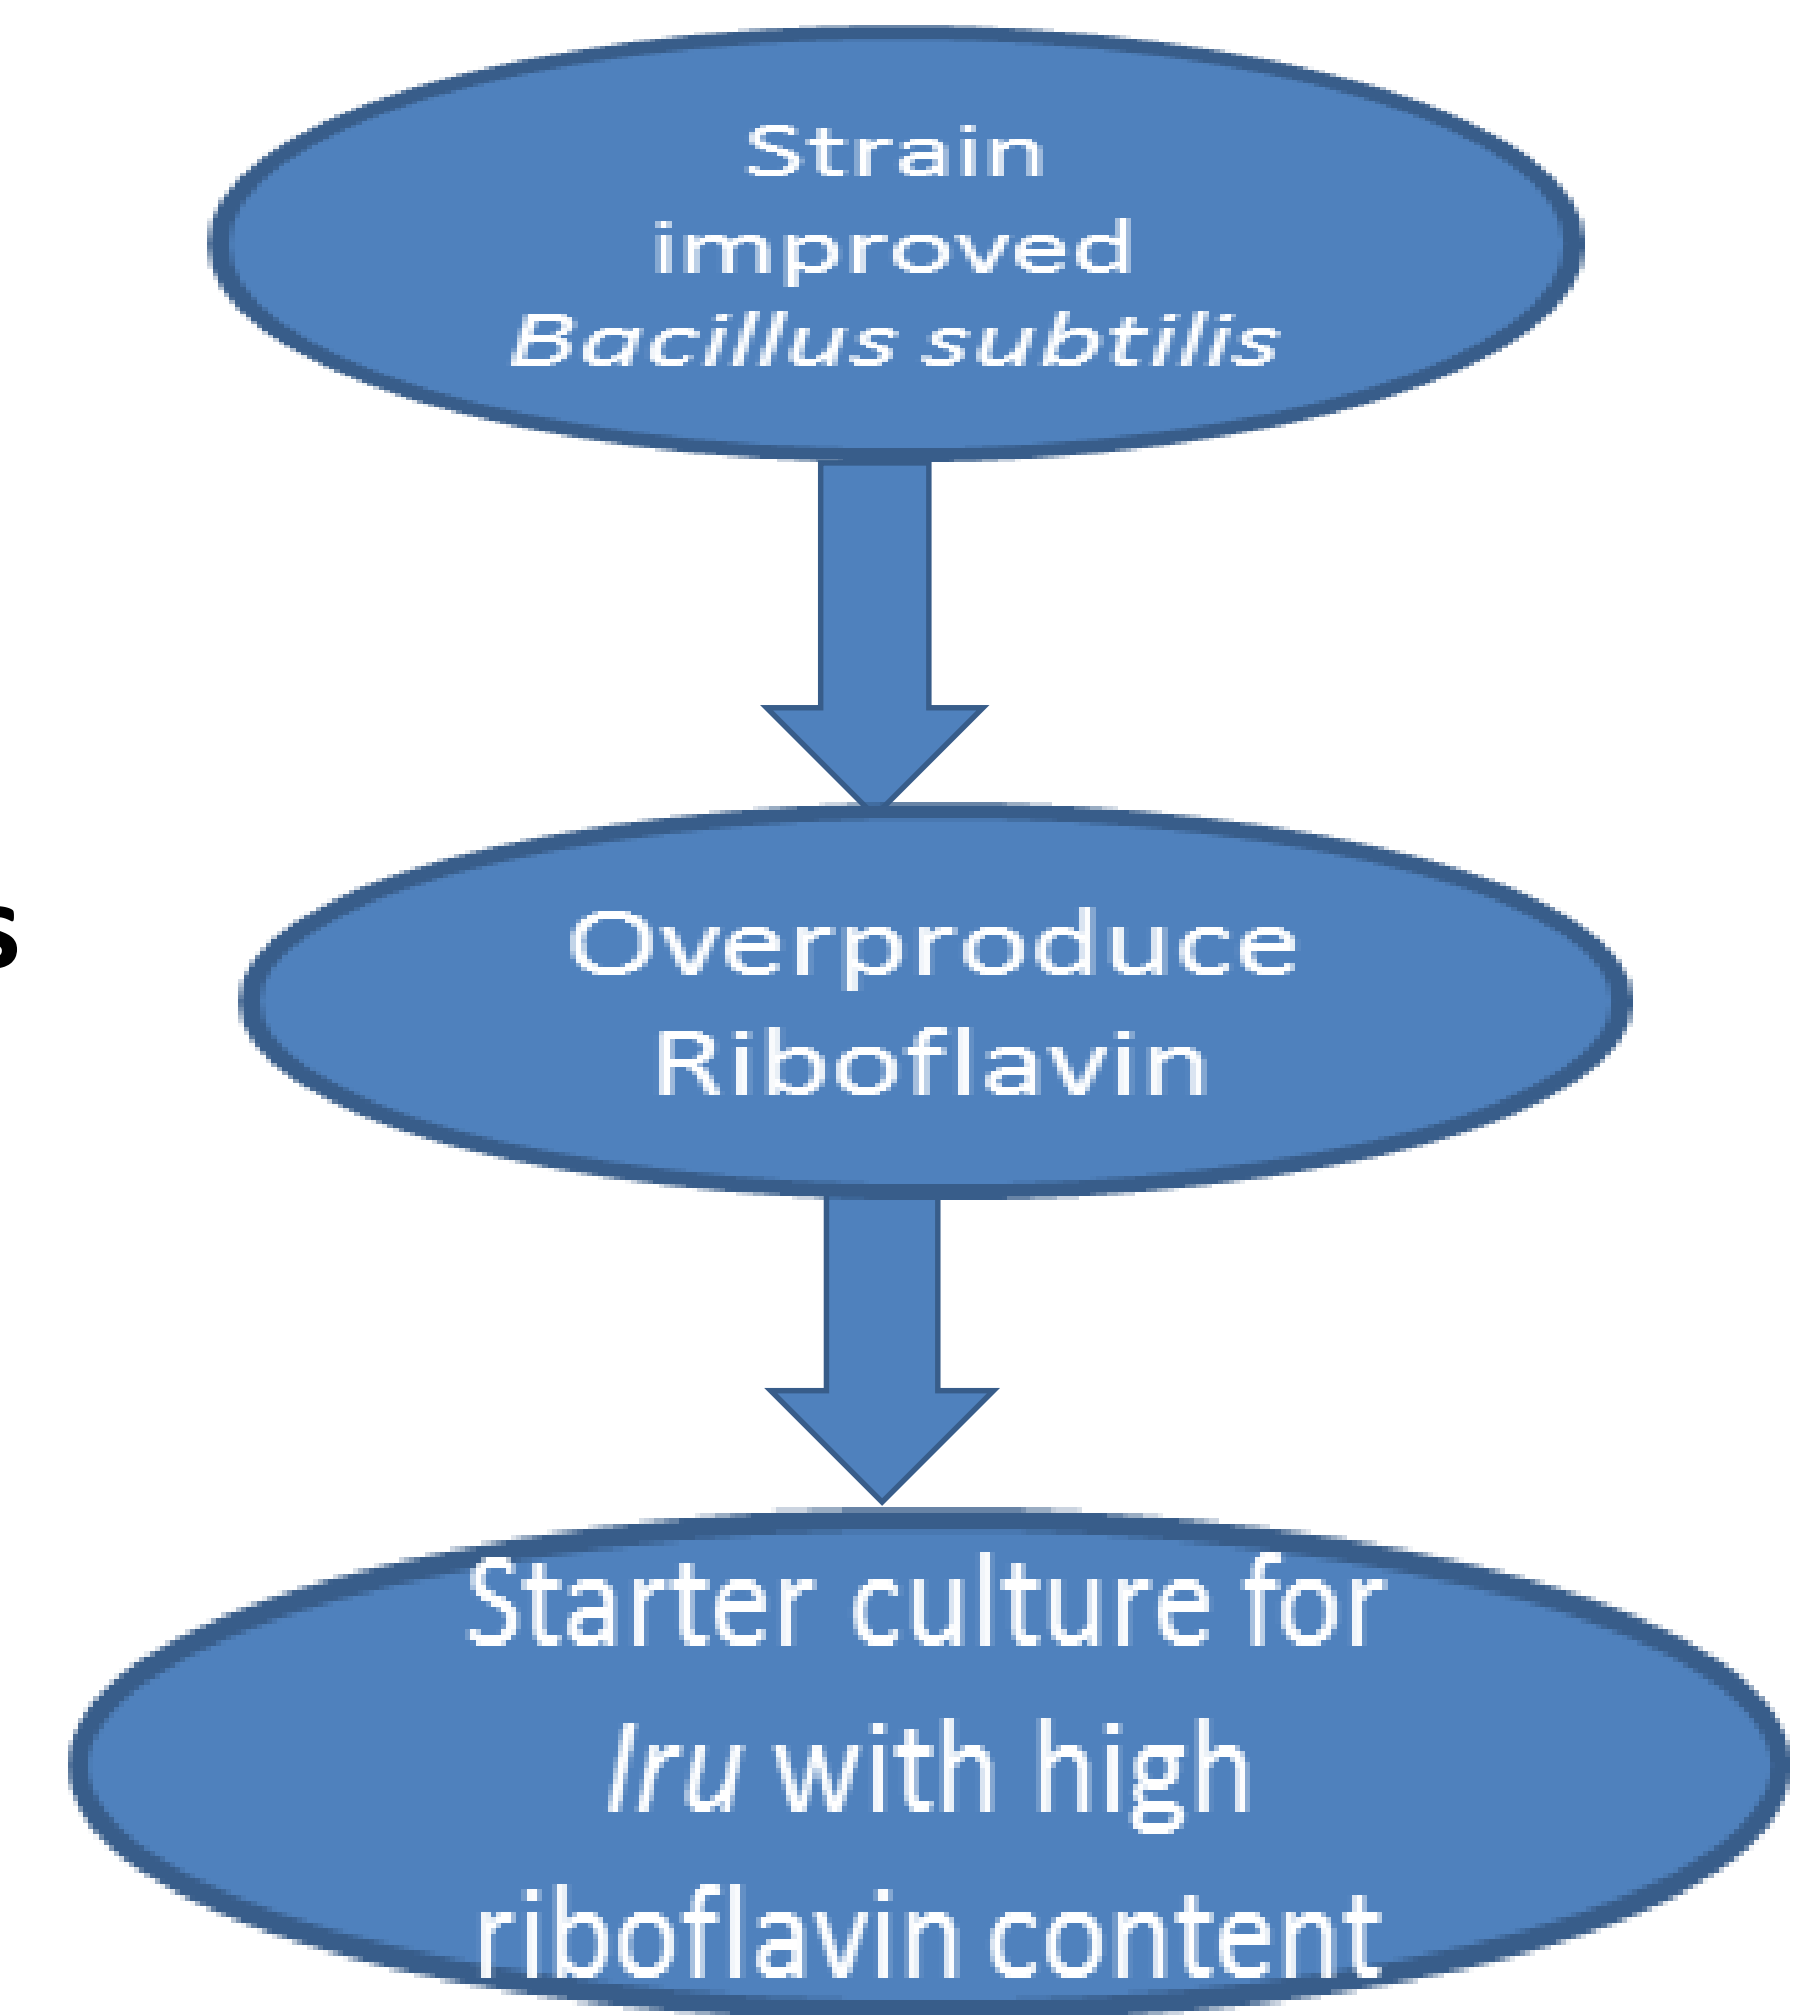 Strain
improved
Bacillus subtilis
s
Overproduce
Riboflavin
Starter culture for
Iru with high
riboflavin content